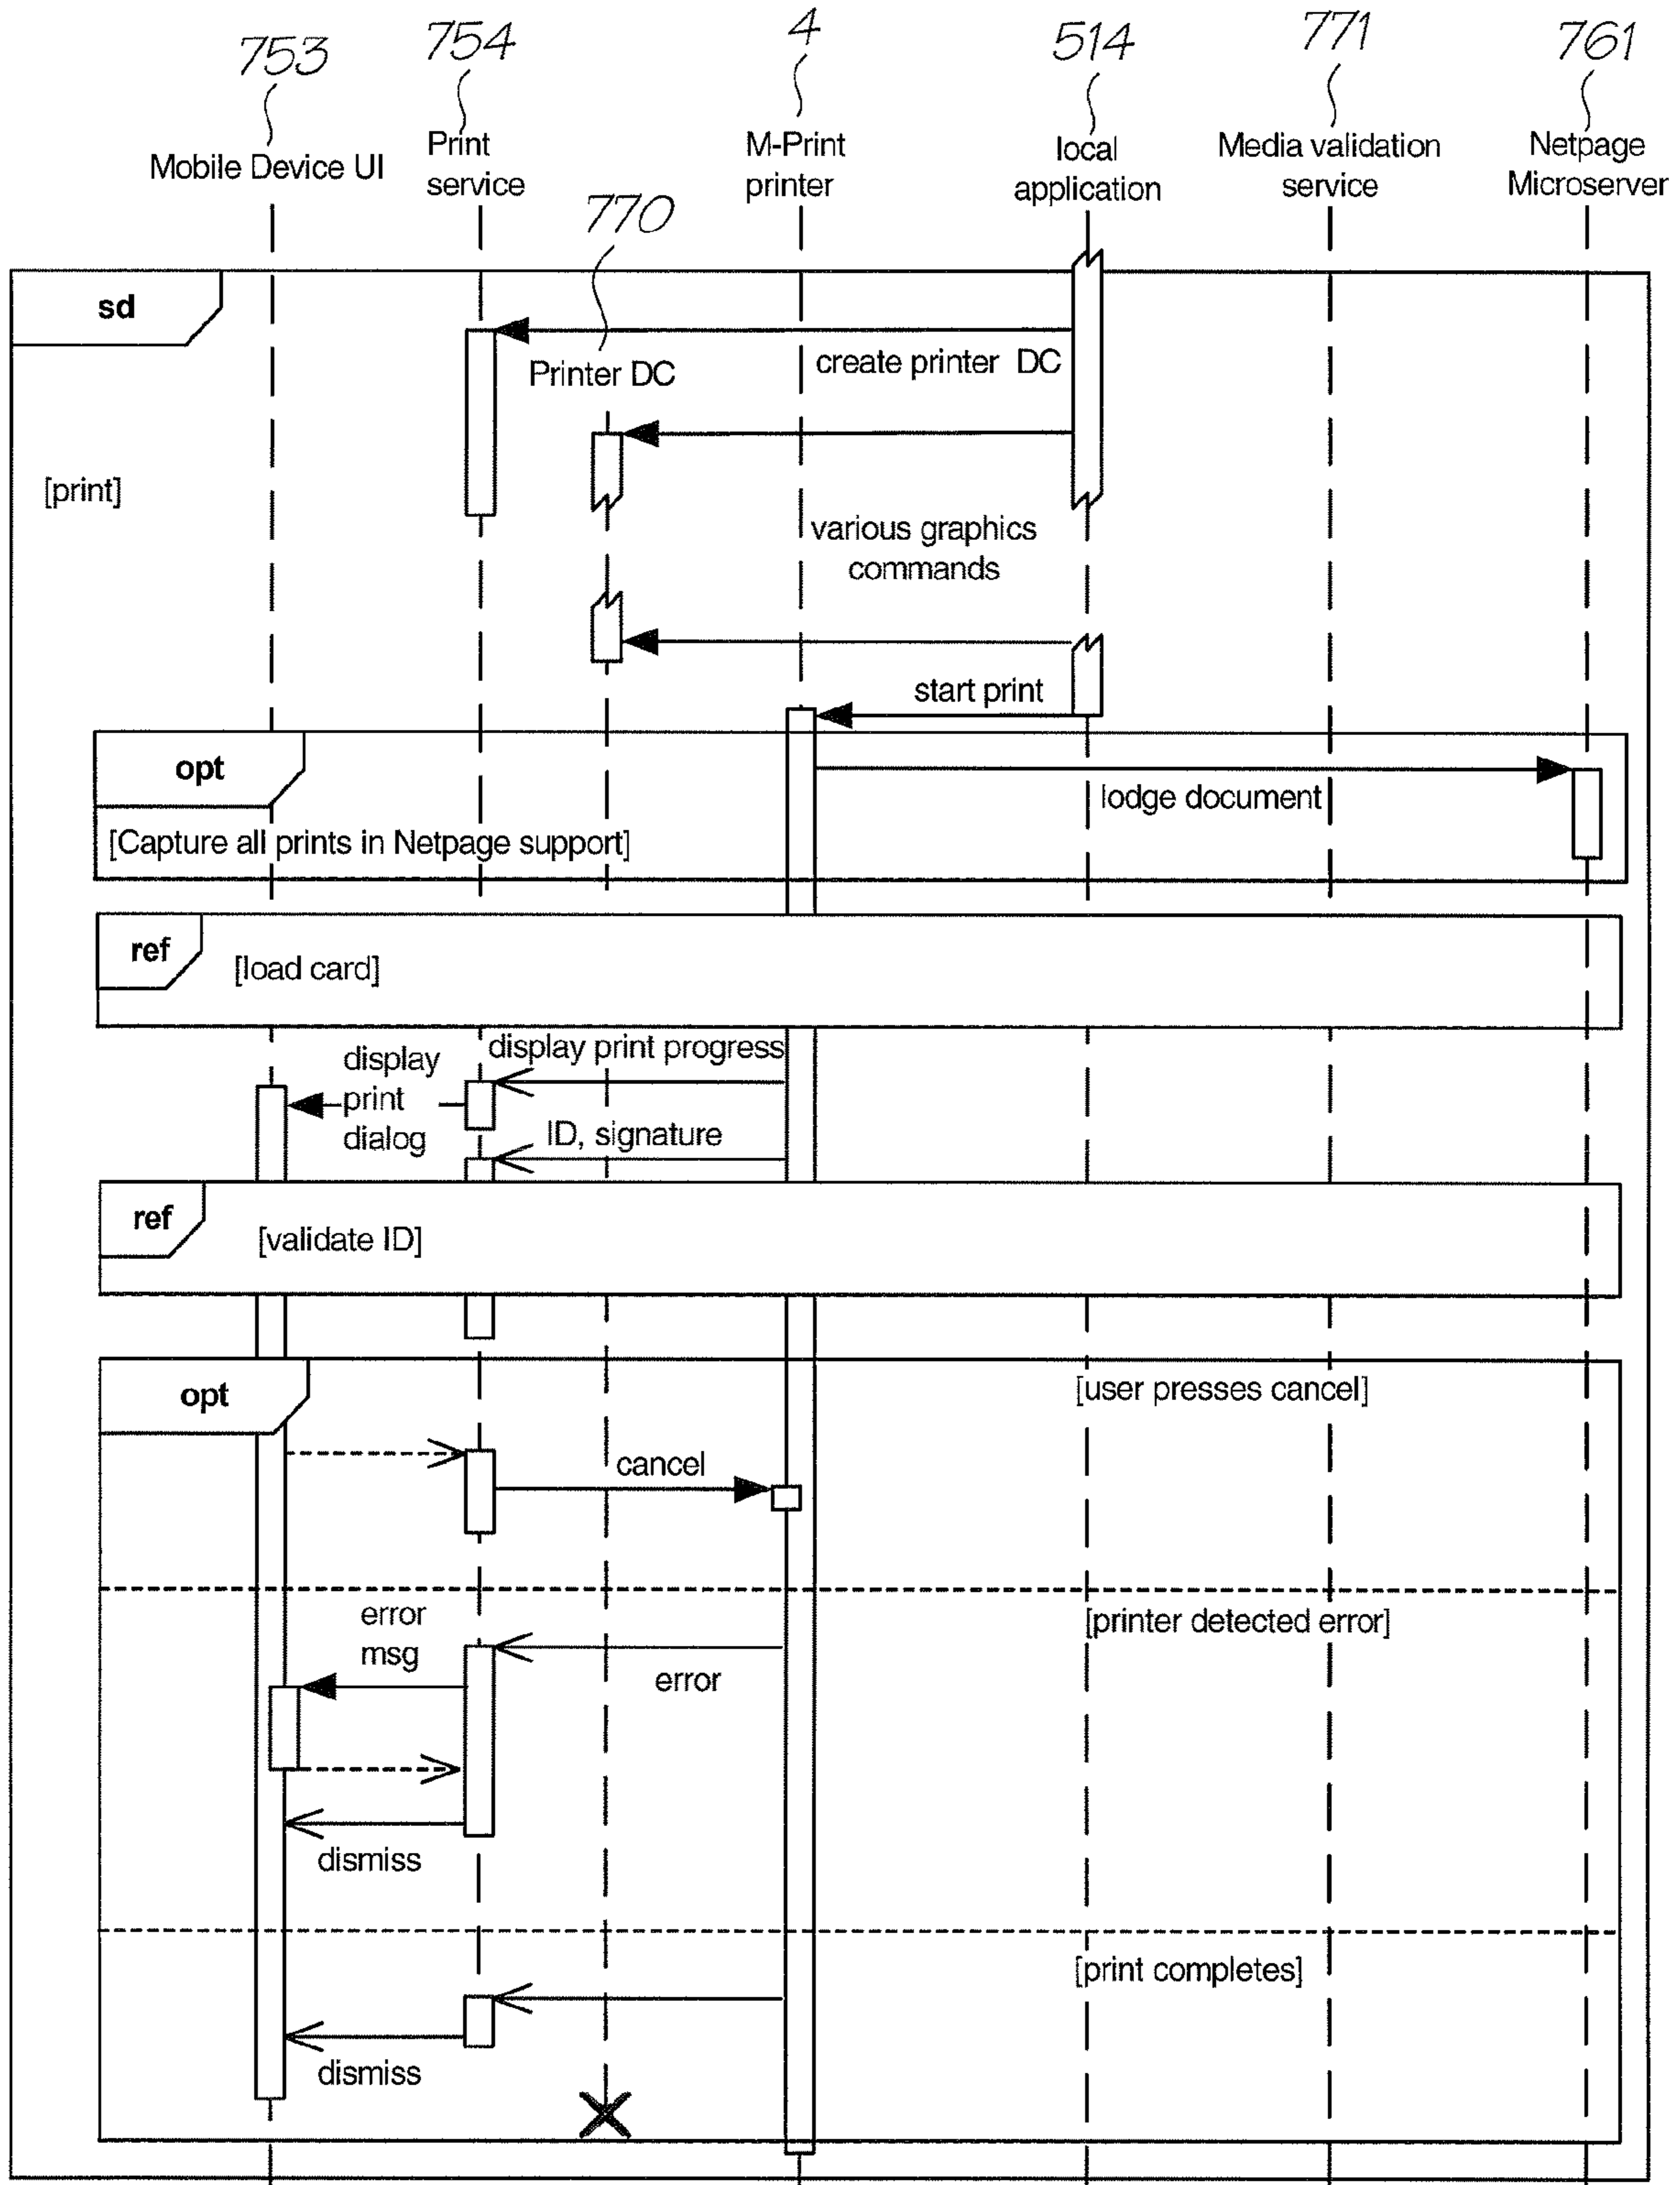 753
754
4
514
771
761
Mobile Device UI
Print
service
M-Print
printer
local
application
Media validation
service
Netpage
Microserver
770
sd
create printer DC
Printer DC
[print]
various graphics
commands
start print
opt
lodge document
[Capture all prints in Netpage support]
ref
[load card]
display print progress
display
print
dialog
ID, signature
ref
[validate ID]
opt
[user presses cancel]
cancel
[printer detected error]
error
msg
error
dismiss
[print completes]
dismiss